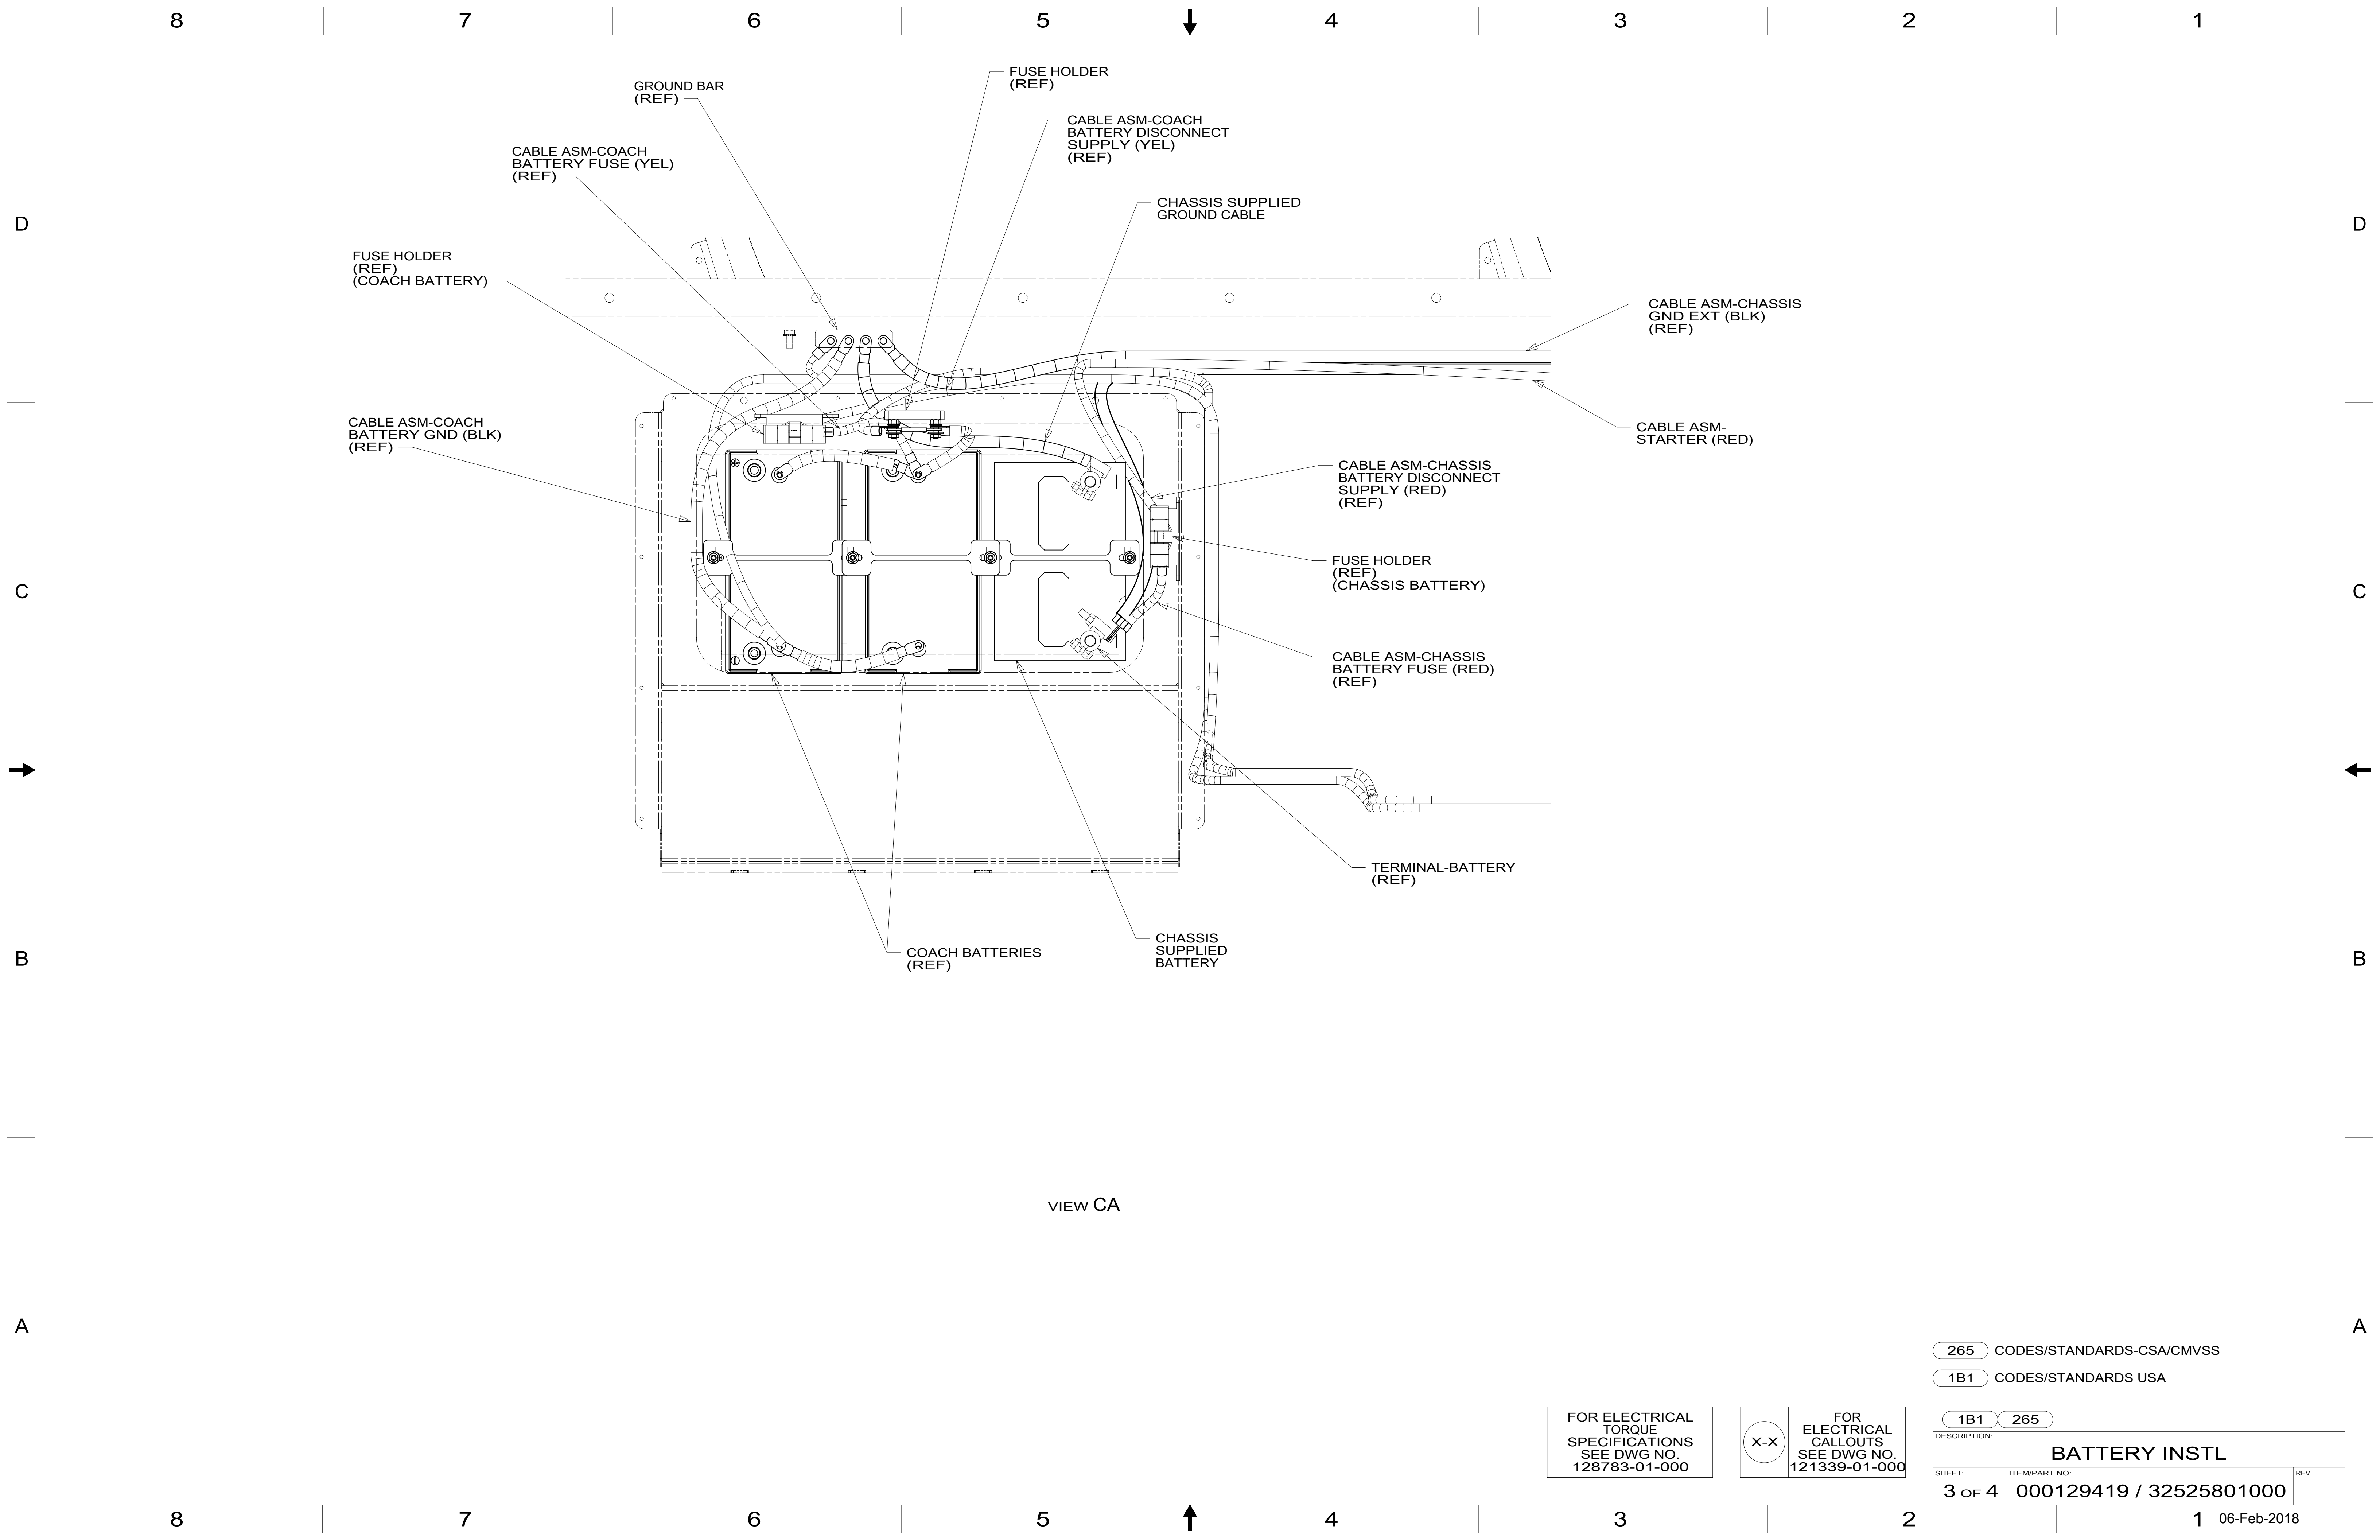 8 7 6 5 4 3 2 1
FUSE HOLDER
(REF)
GROUND BAR
(REF)
CABLE ASM-COACH
BATTERY DISCONNECT
SUPPLY (YEL)
(REF)
CABLE ASM-COACH
BATTERY FUSE (YEL)
(REF)
CHASSIS SUPPLIED
GROUND CABLE
D
D
FUSE HOLDER
(REF)
(COACH BATTERY)
CABLE ASM-CHASSIS
GND EXT (BLK)
(REF)
CABLE ASM-COACH
BATTERY GND (BLK)
(REF)
CABLE ASM-
STARTER (RED)
CABLE ASM-CHASSIS
BATTERY DISCONNECT
SUPPLY (RED)
(REF)
FUSE HOLDER
(REF)
(CHASSIS BATTERY)
C
C
CABLE ASM-CHASSIS
BATTERY FUSE (RED)
(REF)
TERMINAL-BATTERY
(REF)
CHASSIS
SUPPLIED
BATTERY
COACH BATTERIES
(REF)
B
B
VIEW CA
A
A
265 CODES/STANDARDS-CSA/CMVSS
1B1 CODES/STANDARDS USA
FOR ELECTRICAL
TORQUE
SPECIFICATIONS
SEE DWG NO.
128783-01-000
X-X
FOR
ELECTRICAL
CALLOUTS
SEE DWG NO.
121339-01-000
1B1 265
DESCRIPTION:
BATTERY INSTL
SHEET:
3 OF 4
ITEM/PART NO:
000129419 / 32525801000
REV
8 7 6 5 4 3 2 1
06-Feb-2018